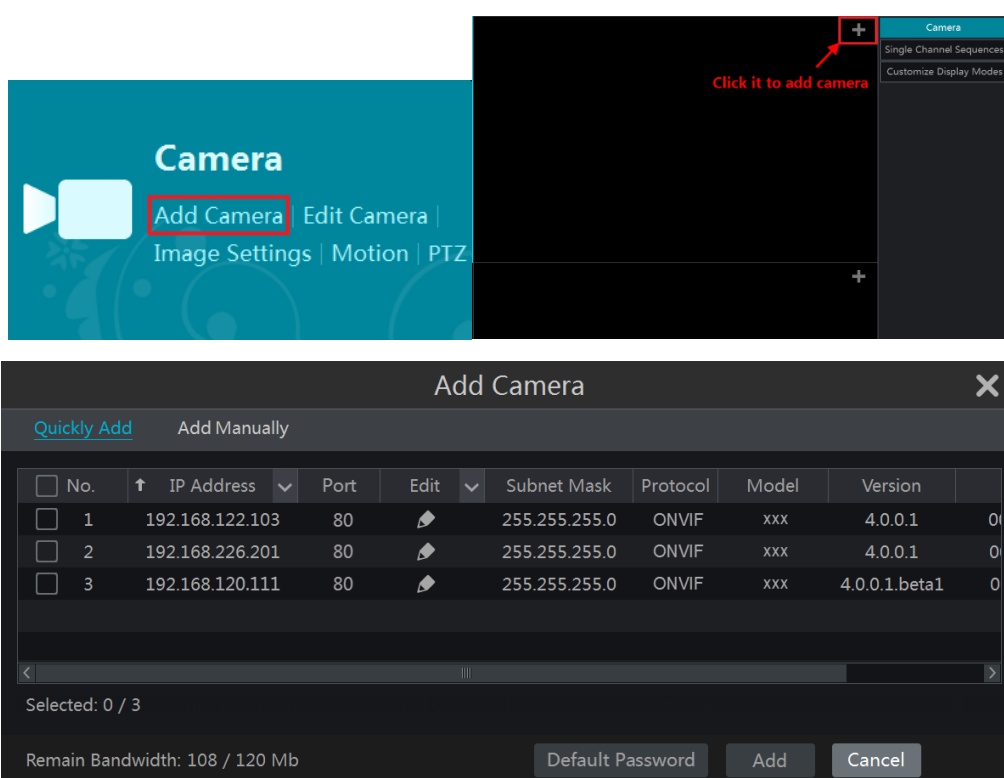 Camera
Add Camera | Edit Camera |
Image Settings | Motion | PTZ
Click it to add camera
Camera
Single Channel Sequences
Customize Display Modes
Add Camera
Quickly Add Add Manually
No. IP Address Port Edit Subnet Mask Protocol Model Version
1 192.168.122.103 80 255.255.255.0 ONVIF xxx 4.0.0.1
2 192.168.226.201 80 255.255.255.0 ONVIF xxx 4.0.0.1
3 192.168.120.111 80 255.255.255.0 ONVIF xxx 4.0.0.1.beta1 0
Selected: 0 / 3
Remain Bandwidth: 108 / 120 Mb Default Password Add Cancel